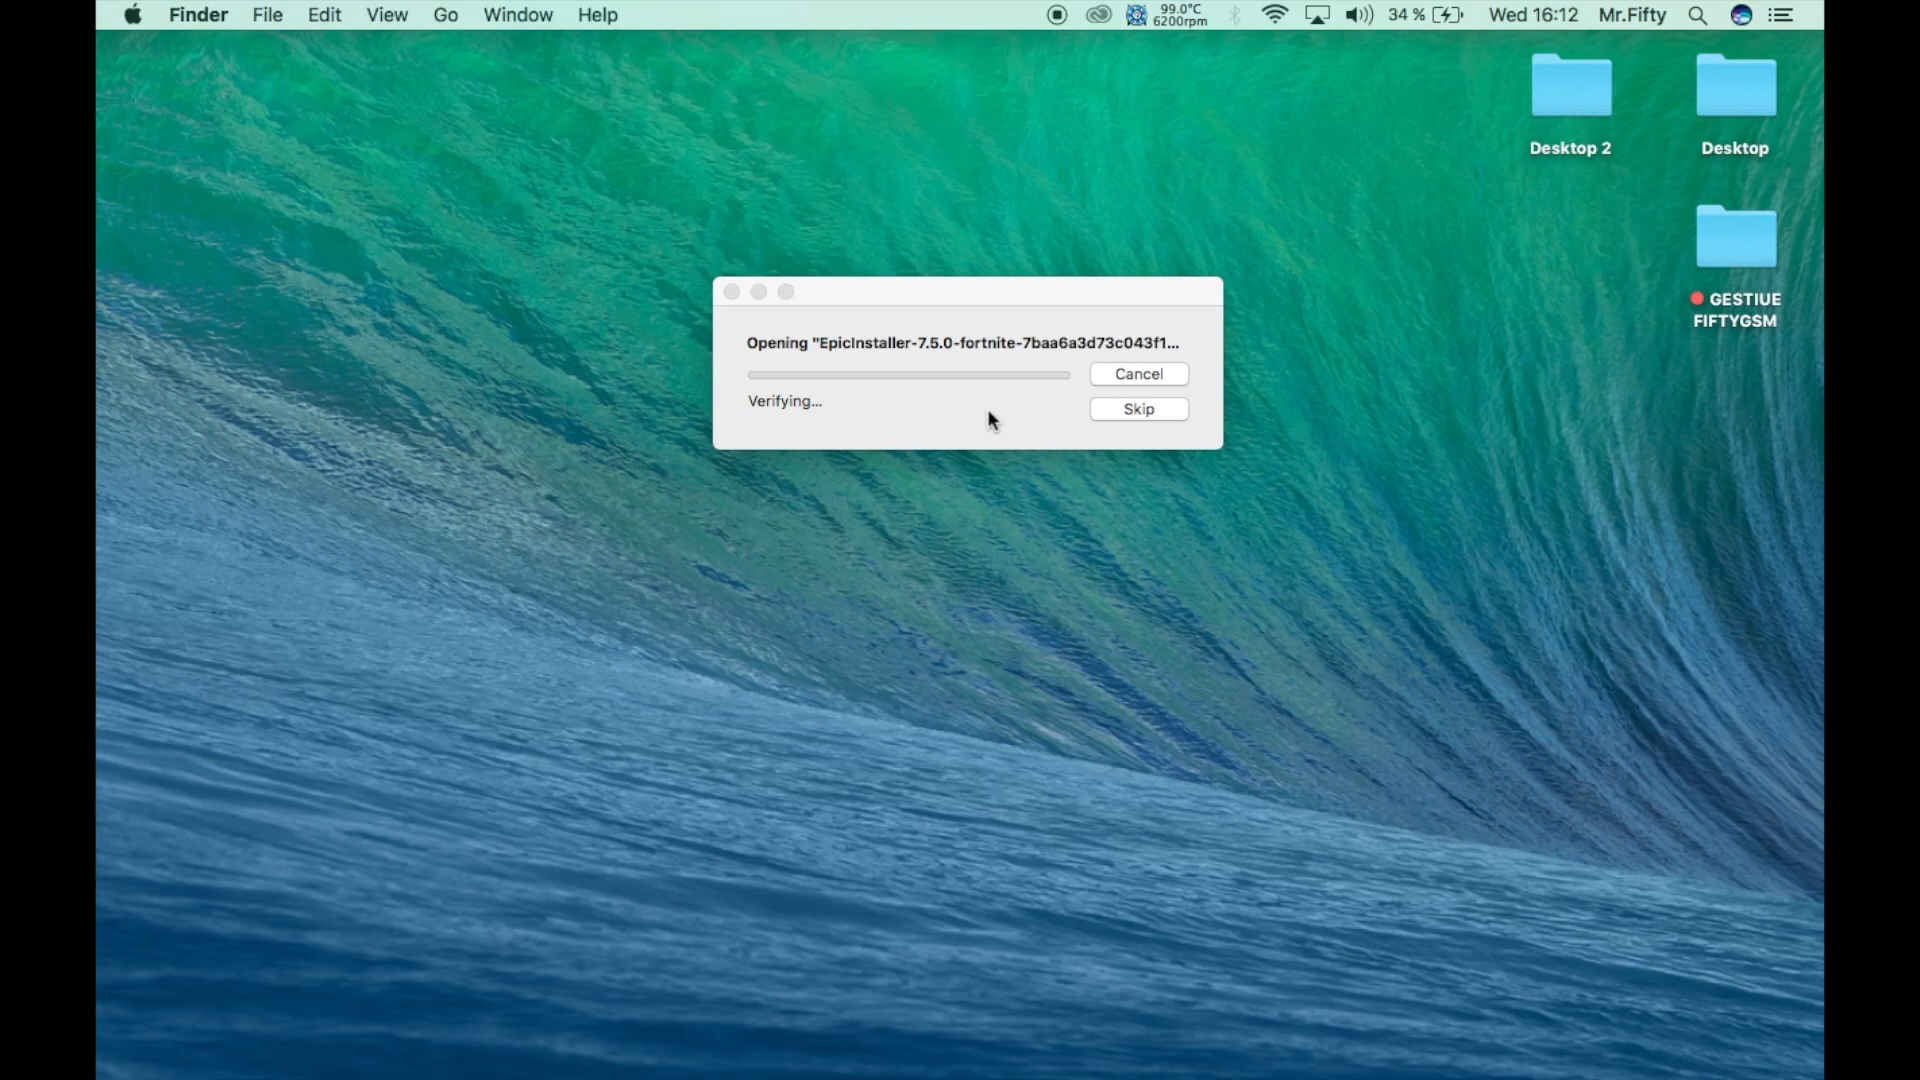 Finder File Edit View Go Window Help 99.0°C 34 % Wed 16:12 Mr.Fifty
6200rpm
Desktop 2 Desktop
GESTIUE
FIFTYGSM
Opening "EpicInstaller-7.5.0-fortnite-7baa6a3d73c043f1...
Cancel
Verifying...
Skip